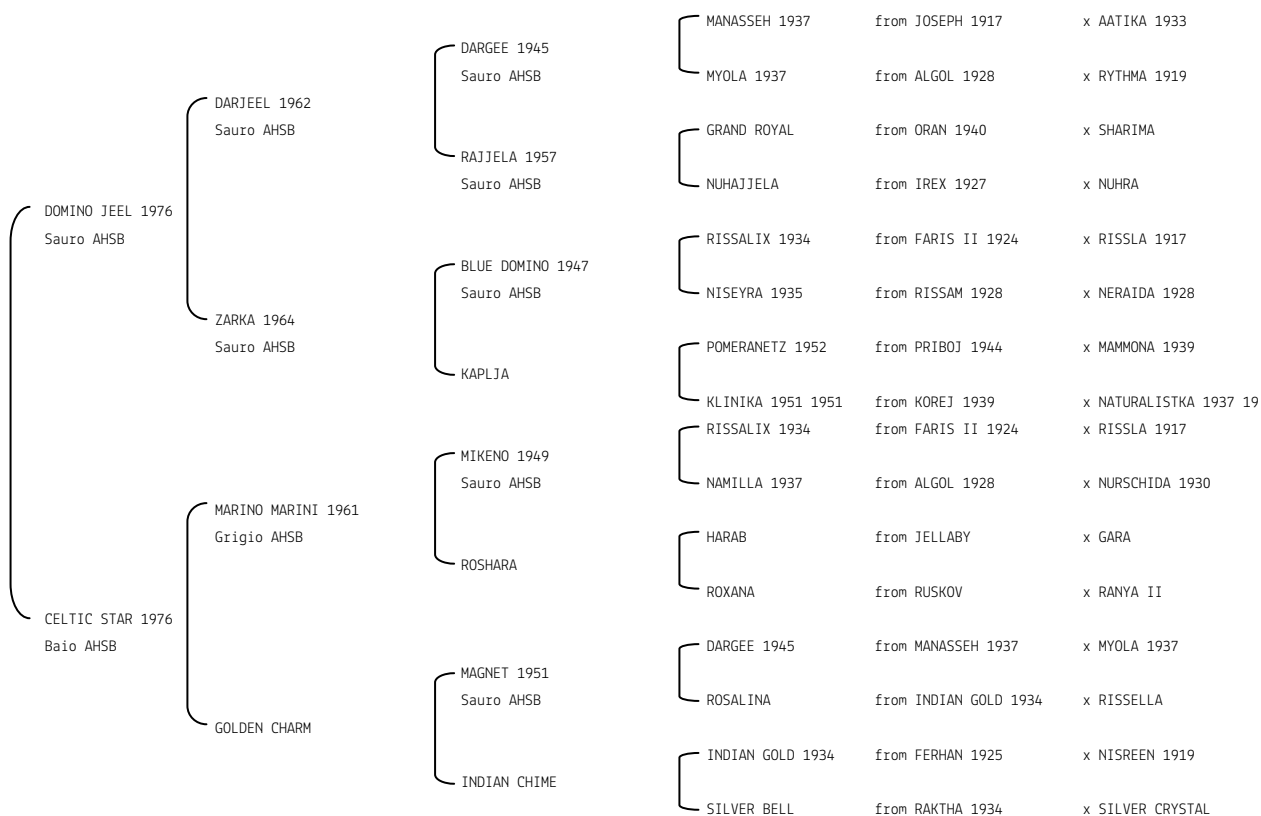 MANASSEH 1937 from JOSEPH 1917 x AATIKA 1933
DARGEE 1945
Sauro AHSB MYOLA 1937 from ALGOL 1928 x RYTHMA 1919
DARJEEL 1962
Sauro AHSB GRAND ROYAL from ORAN 1940 x SHARIMA
RAJJELA 1957
Sauro AHSB NUHAJJELA from IREX 1927 x NUHRA
DOMINO JEEL 1976
Sauro AHSB RISSALIX 1934 from FARIS II 1924 x RISSLA 1917
BLUE DOMINO 1947
Sauro AHSB NISEYRA 1935 from RISSAM 1928 x NERAIDA 1928
ZARKA 1964
Sauro AHSB POMERANETZ 1952 from PRIBOJ 1944 x MAMMONA 1939
KAPLJA
KLINIKA 1951 1951 from KOREJ 1939 x NATURALISTKA 1937 19
RISSALIX 1934 from FARIS II 1924 x RISSLA 1917
MIKENO 1949
Sauro AHSB NAMILLA 1937 from ALGOL 1928 x NURSCHIDA 1930
MARINO MARINI 1961
Grigio AHSB HARAB from JELLABY x GARA
ROSHARA
ROXANA from RUSKOV x RANYA II
CELTIC STAR 1976
Baio AHSB DARGEE 1945 from MANASSEH 1937 x MYOLA 1937
MAGNET 1951
Sauro AHSB ROSALINA from INDIAN GOLD 1934 x RISSELLA
GOLDEN CHARM
INDIAN GOLD 1934 from FERHAN 1925 x NISREEN 1919
INDIAN CHIME
SILVER BELL from RAKTHA 1934 x SILVER CRYSTAL